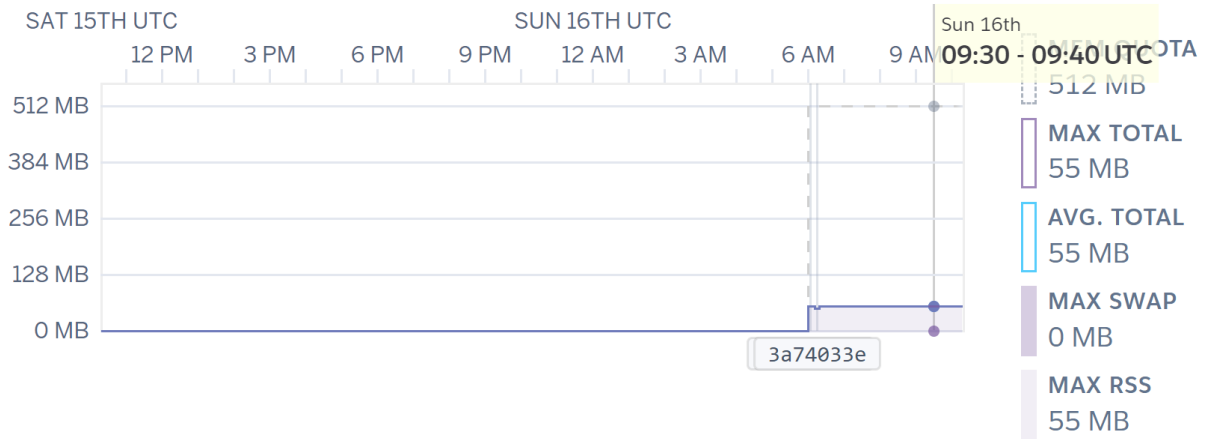 SAT 15TH UTC
SUN 16TH UTC
12 PM
3 PM
6 PM
9 PM
12 AM
3 AM
6 AM
9 AM
Sun 16th
09:30 - 09:40 UTC
512 MB
384 MB
256 MB
128 MB
0 MB
3a74033e
MEM QUOTA
512 MB
MAX TOTAL
55 MB
AVG. TOTAL
55 MB
MAX SWAP
0 MB
MAX RSS
55 MB